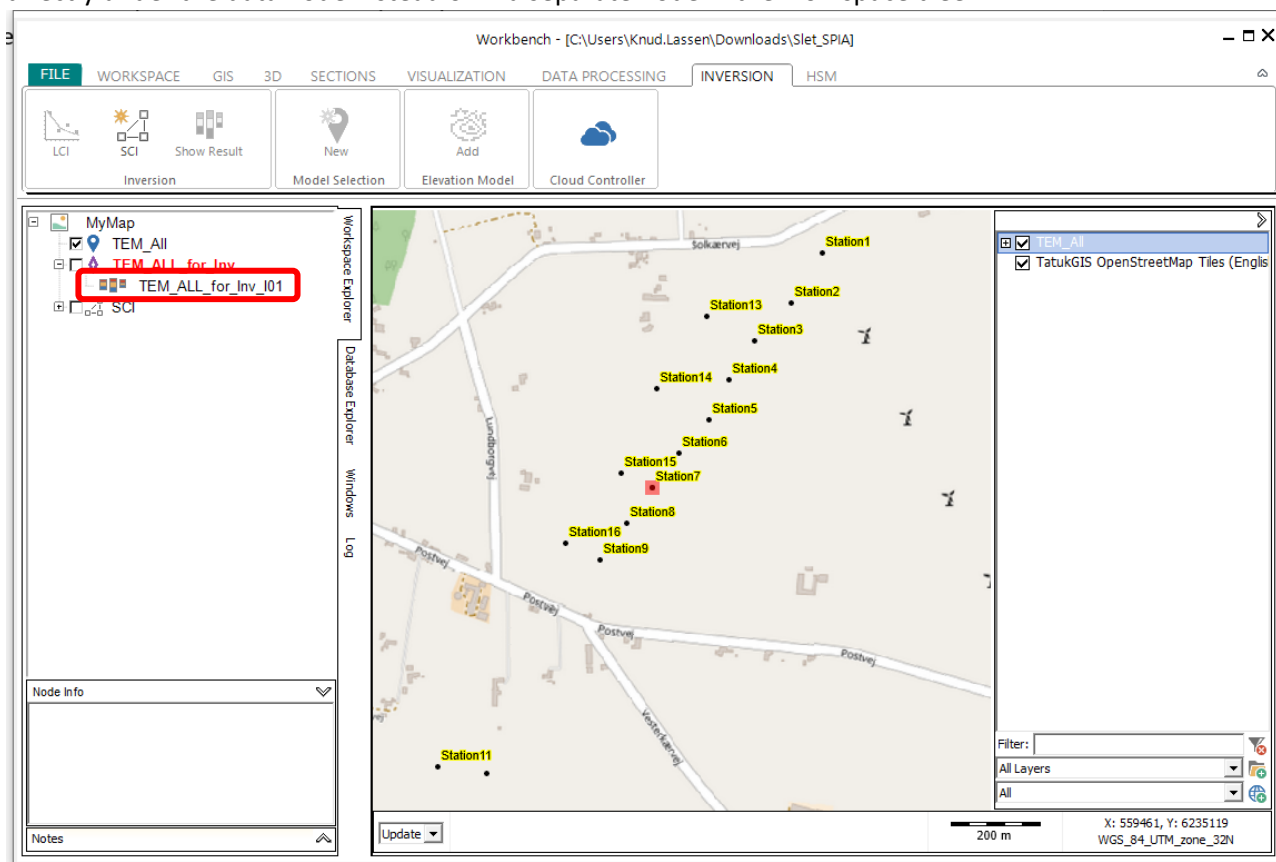 Workbench - [C:\Users\Knud.Lassen\Downloads\Slet_SPIA]
FILE WORKSPACE GIS 3D SECTIONS VISUALIZATION DATA PROCESSING INVERSION HSM
LCI SCI Show Result New Add
Inversion Model Selection Elevation Model Cloud Controller
MyMap
TEM_All
TEM_ALL_for_Inv
TEM_ALL_for_Inv_I01
SCI
Workspace Explorer
Database Explorer
Windows
Log
Solkærvej
Station1
Station2
Station13
Station3
Station4
Station14
Station5
Lundborgvej
Station6
Station15
Station7
Station8
Station16
Station9
Postvej
Postvej
Postvej
Postvej
Vesterkærvej
Station11
TEM_All
TatukGIS OpenStreetMap Tiles (Englis
Filter:
All Layers
All
Node Info
Notes
Update
200 m
X: 559461, Y: 6235119
WGS_84_UTM_zone_32N